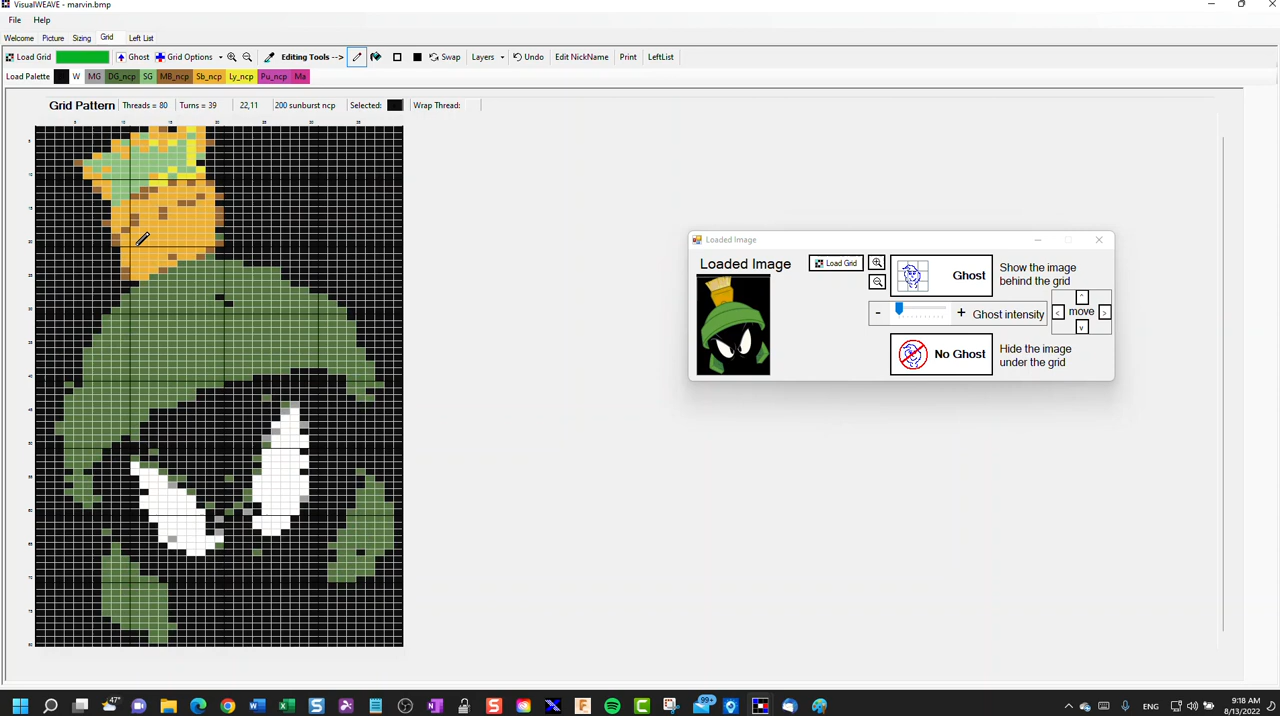 VisualWEAVE - marvin.bmp
File Help
Welcome Picture Sizing Grid Left List
Load Grid Ghost Grid Options Editing Tools --> Swap Layers Undo Edit NickName Print LeftList
Load Palette W MG DG_ncp SG MB_ncp Sb_ncp Ly_ncp Pu_ncp Ma
Grid Pattern Threads = 80 Turns = 39 22,11 200 sunburst ncp Selected: Wrap Thread:
Loaded Image
Loaded Image Load Grid Ghost Show the image behind the grid
- + Ghost intensity < move >
^
v
No Ghost Hide the image under the grid
47°
99+
ENG
9:18 AM
8/13/2022